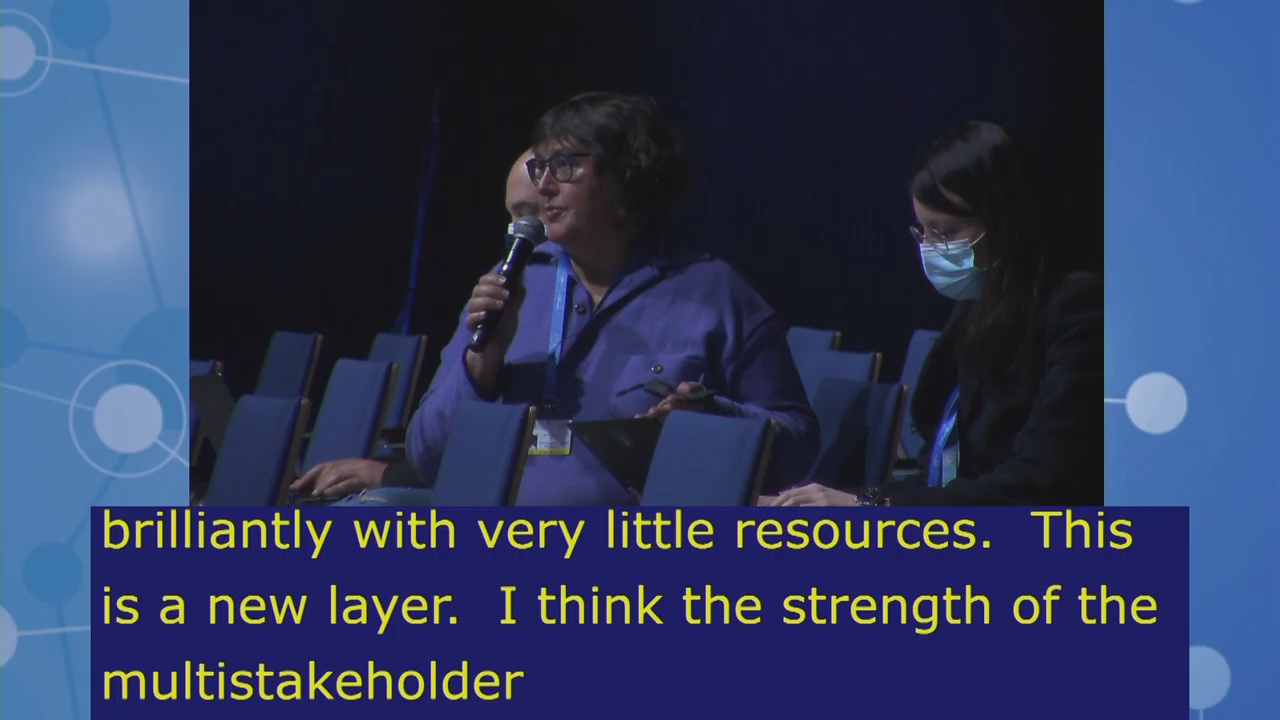 brilliantly with very little resources.  This
is a new layer.  I think the strength of the
multistakeholder